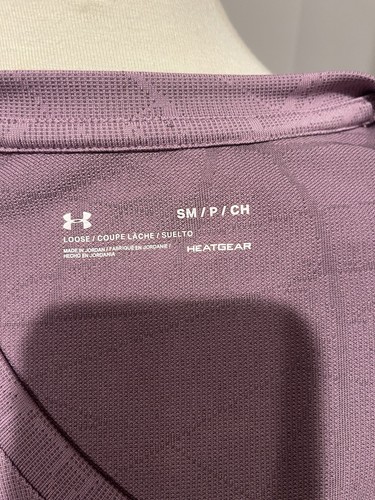 SM / P / CH
LOOSE / COUPE LÂCHE / SUELTO
MADE IN JORDAN / FABRIQUÉ EN JORDANIE /
HECHO EN JORDANIA
HEATGEAR